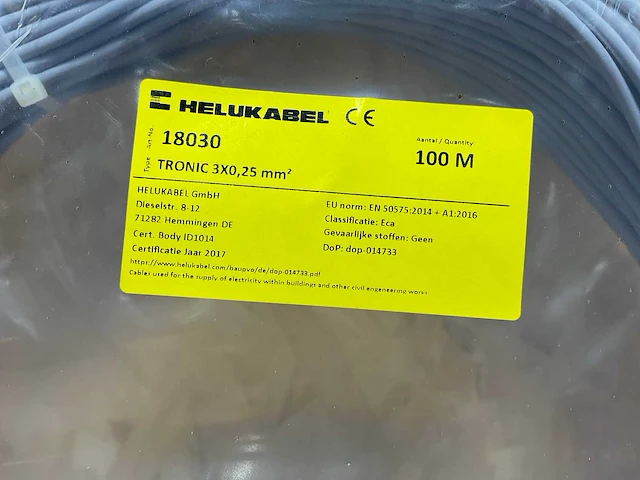 HELUKABEL CE
Art No. 18030
Type TRONIC 3X0,25 mm²
Aantal / Quantity
100 M
HELUKABEL GmbH
Dieselstr. 8-12
71282 Hemmingen DE
Cert. Body ID1014
Certificatie Jaar 2017
EU norm: EN 50575:2014 + A1:2016
Classificatie: Eca
Gevaarlijke stoffen: Geen
DoP: dop-014733
https://www.helukabel.com/baupvo/de/dop-014733.pdf
Cables used for the supply of electricity within buildings and other civil engeneering works